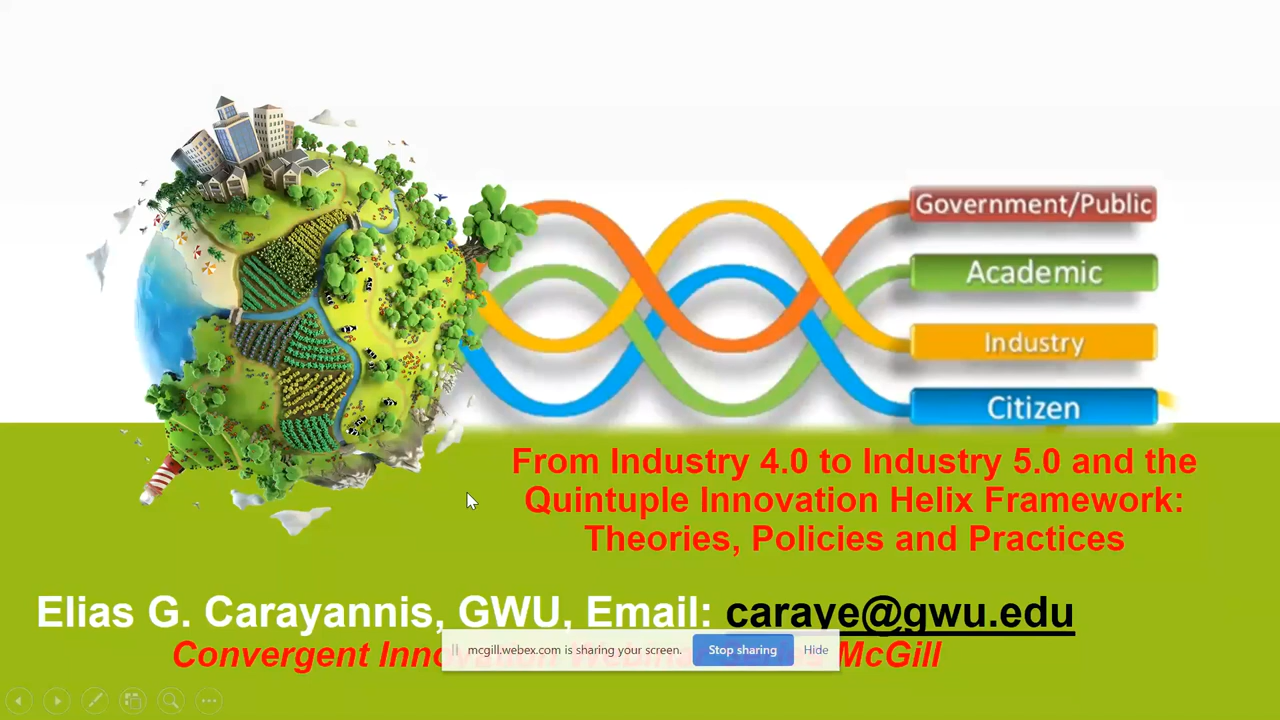 Government/Public
Academic
Industry
Citizen
From Industry 4.0 to Industry 5.0 and the
Quintuple Innovation Helix Framework:
Theories, Policies and Practices
Elias G. Carayannis, GWU, Email: caraye@gwu.edu
Convergent McGill
mcgill.webex.com is sharing your screen. Stop sharing Hide